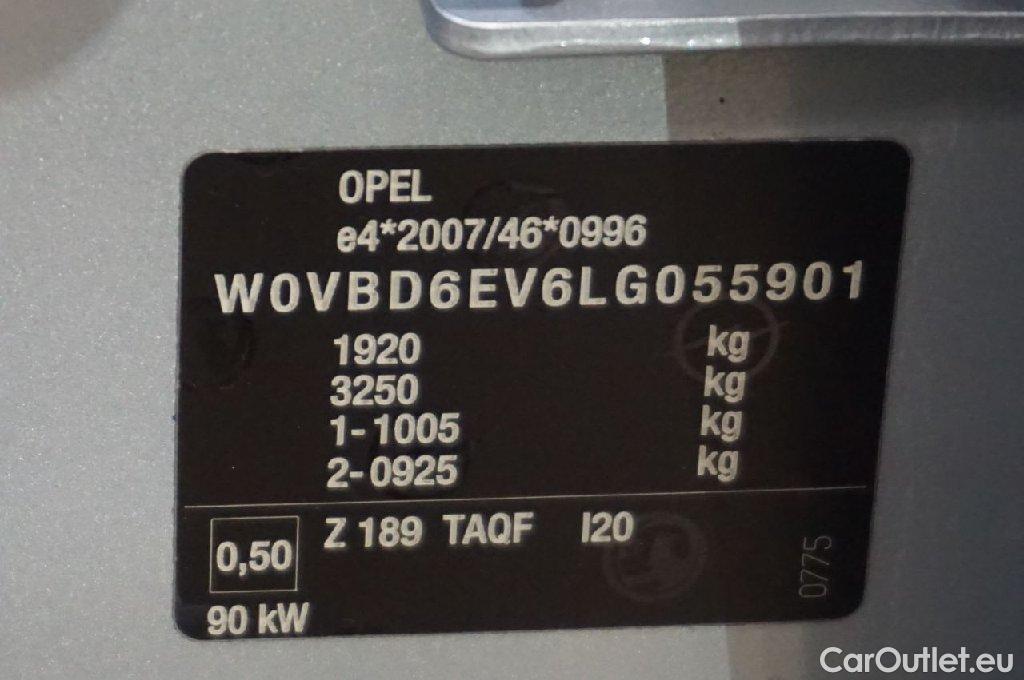 OPEL
e4*2007/46*0996
W0VBD6EV6LG055901
1920 kg
3250 kg
1-1005 kg
2-0925 kg
0,50 Z 189 TAQF I20
90 kW
0775
CarOutlet.eu